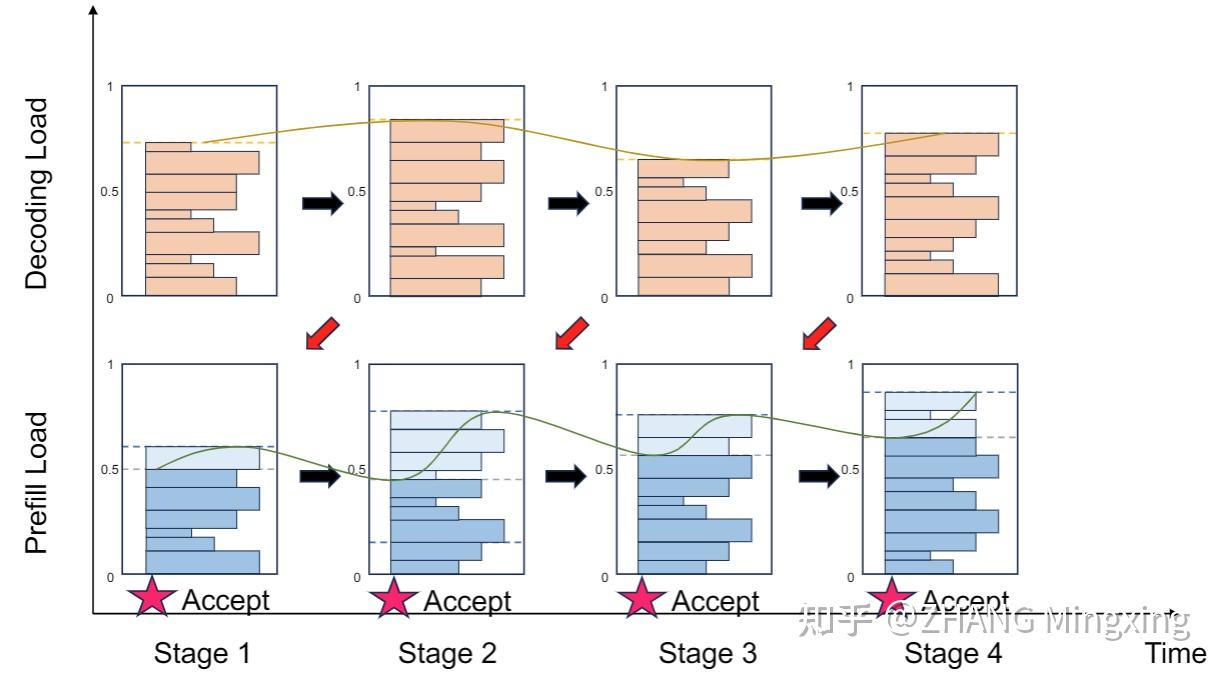 Decoding Load
1
0.5
0
1
0.5
0
1
0.5
0
1
0.5
0
Prefill Load
1
0.5
0
1
0.5
0
1
0.5
0
1
0.5
0
Accept
Accept
Accept
Accept
知乎 @ZHANG Mingxing
Stage 1
Stage 2
Stage 3
Stage 4
Time